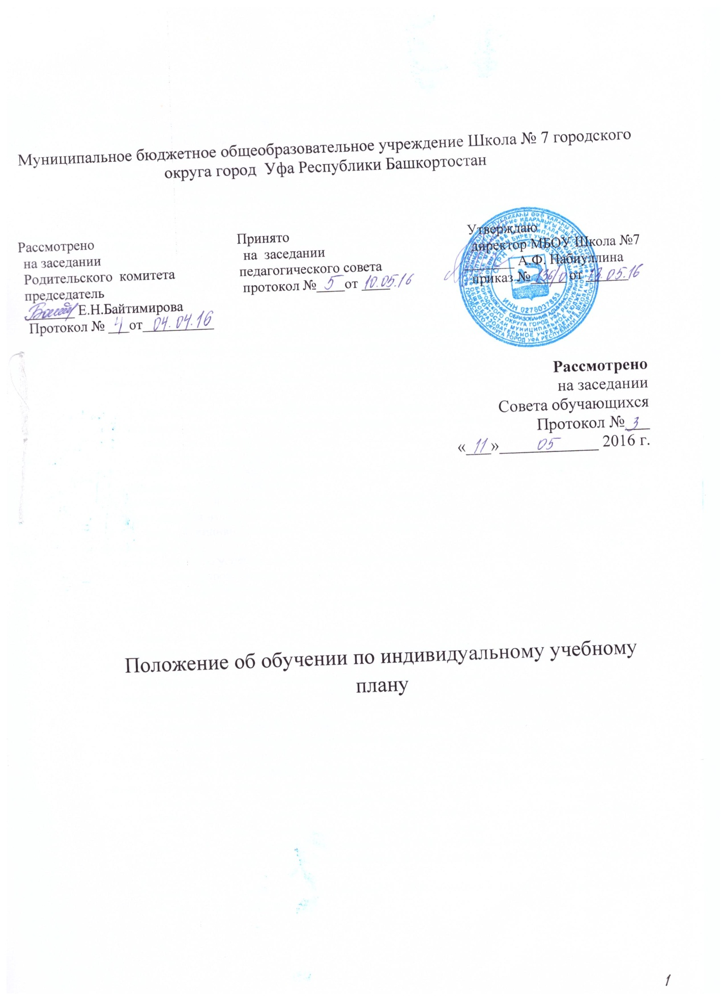 Муниципальное бюджетное общеобразовательное учреждение Школа № 7 городского
округа город Уфа Республики Башкортостан
Рассмотрено
на заседании
Родительского комитета
председатель
Е.Н.Байтимирова
Протокол № 4 от 04.04.16
Принято
на заседании
педагогического совета
протокол № 5 от 10.05.16
Утверждаю
директор МБОУ Школа №7
А.Ф. Набиуллина
приказ № 136/0 от 13.05.16
ИНН 0278037853
Рассмотрено
на заседании
Совета обучающихся
Протокол № 3
«11» 05 2016 г.
Положение об обучении по индивидуальному учебному
плану
1